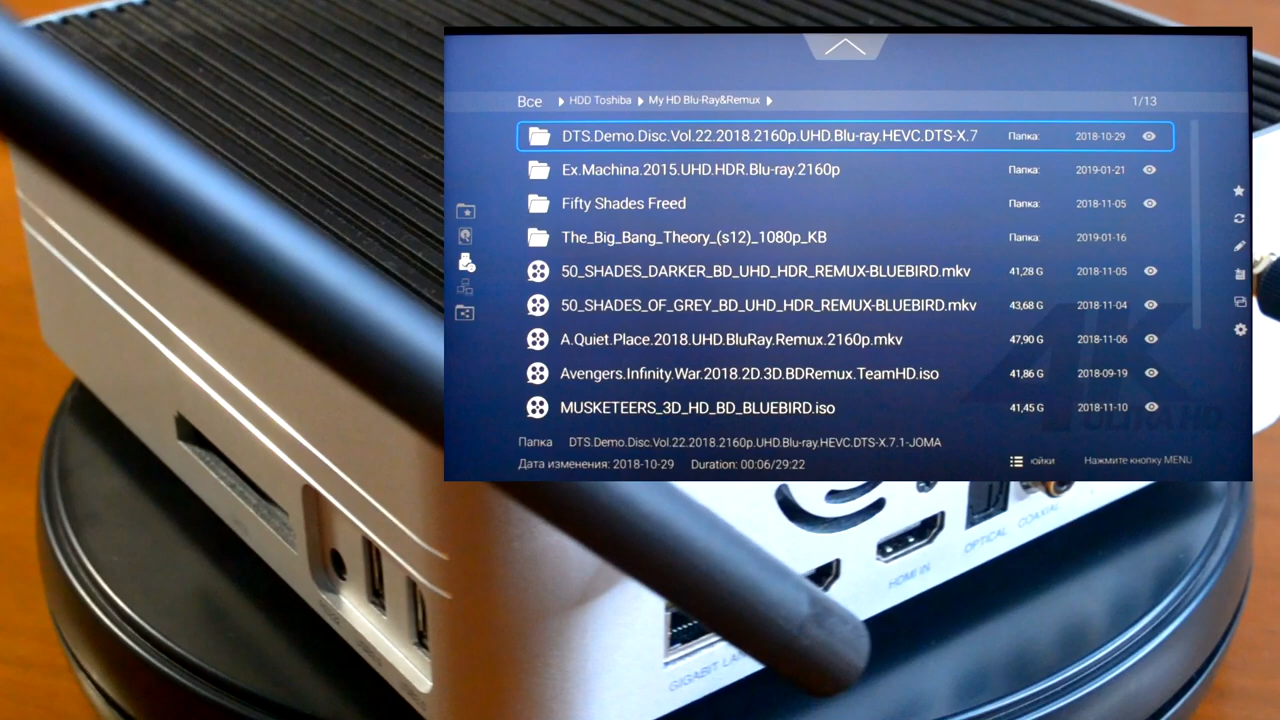 Все HDD Toshiba My HD Blu-Ray&Remux 1/13
DTS.Demo.Disc.Vol.22.2018.2160p.UHD.Blu-ray.HEVC.DTS-X.7 Папка: 2018-10-29
Ex.Machina.2015.UHD.HDR.Blu-ray.2160p Папка: 2019-01-21
Fifty Shades Freed Папка: 2018-11-05
The_Big_Bang_Theory_(s12)_1080p_KB Папка: 2019-01-16
50_SHADES_DARKER_BD_UHD_HDR_REMUX-BLUEBIRD.mkv 41,28 G 2018-11-05
50_SHADES_OF_GREY_BD_UHD_HDR_REMUX-BLUEBIRD.mkv 43,68 G 2018-11-04
A.Quiet.Place.2018.UHD.BluRay.Remux.2160p.mkv 47,90 G 2018-11-06
Avengers.Infinity.War.2018.2D.3D.BDRemux.TeamHD.iso 41,86 G 2018-09-19
MUSKETEERS_3D_HD_BD_BLUEBIRD.iso 41,45 G 2018-11-10
4K
ULTRA HD
Папка DTS.Demo.Disc.Vol.22.2018.2160p.UHD.Blu-ray.HEVC.DTS-X.7.1-JOMA
Дата изменения: 2018-10-29 Duration: 00:06/29:22 ройки Нажмите кнопку MENU
COAXIAL
OPTICAL
HDMI IN
GIGABIT LA